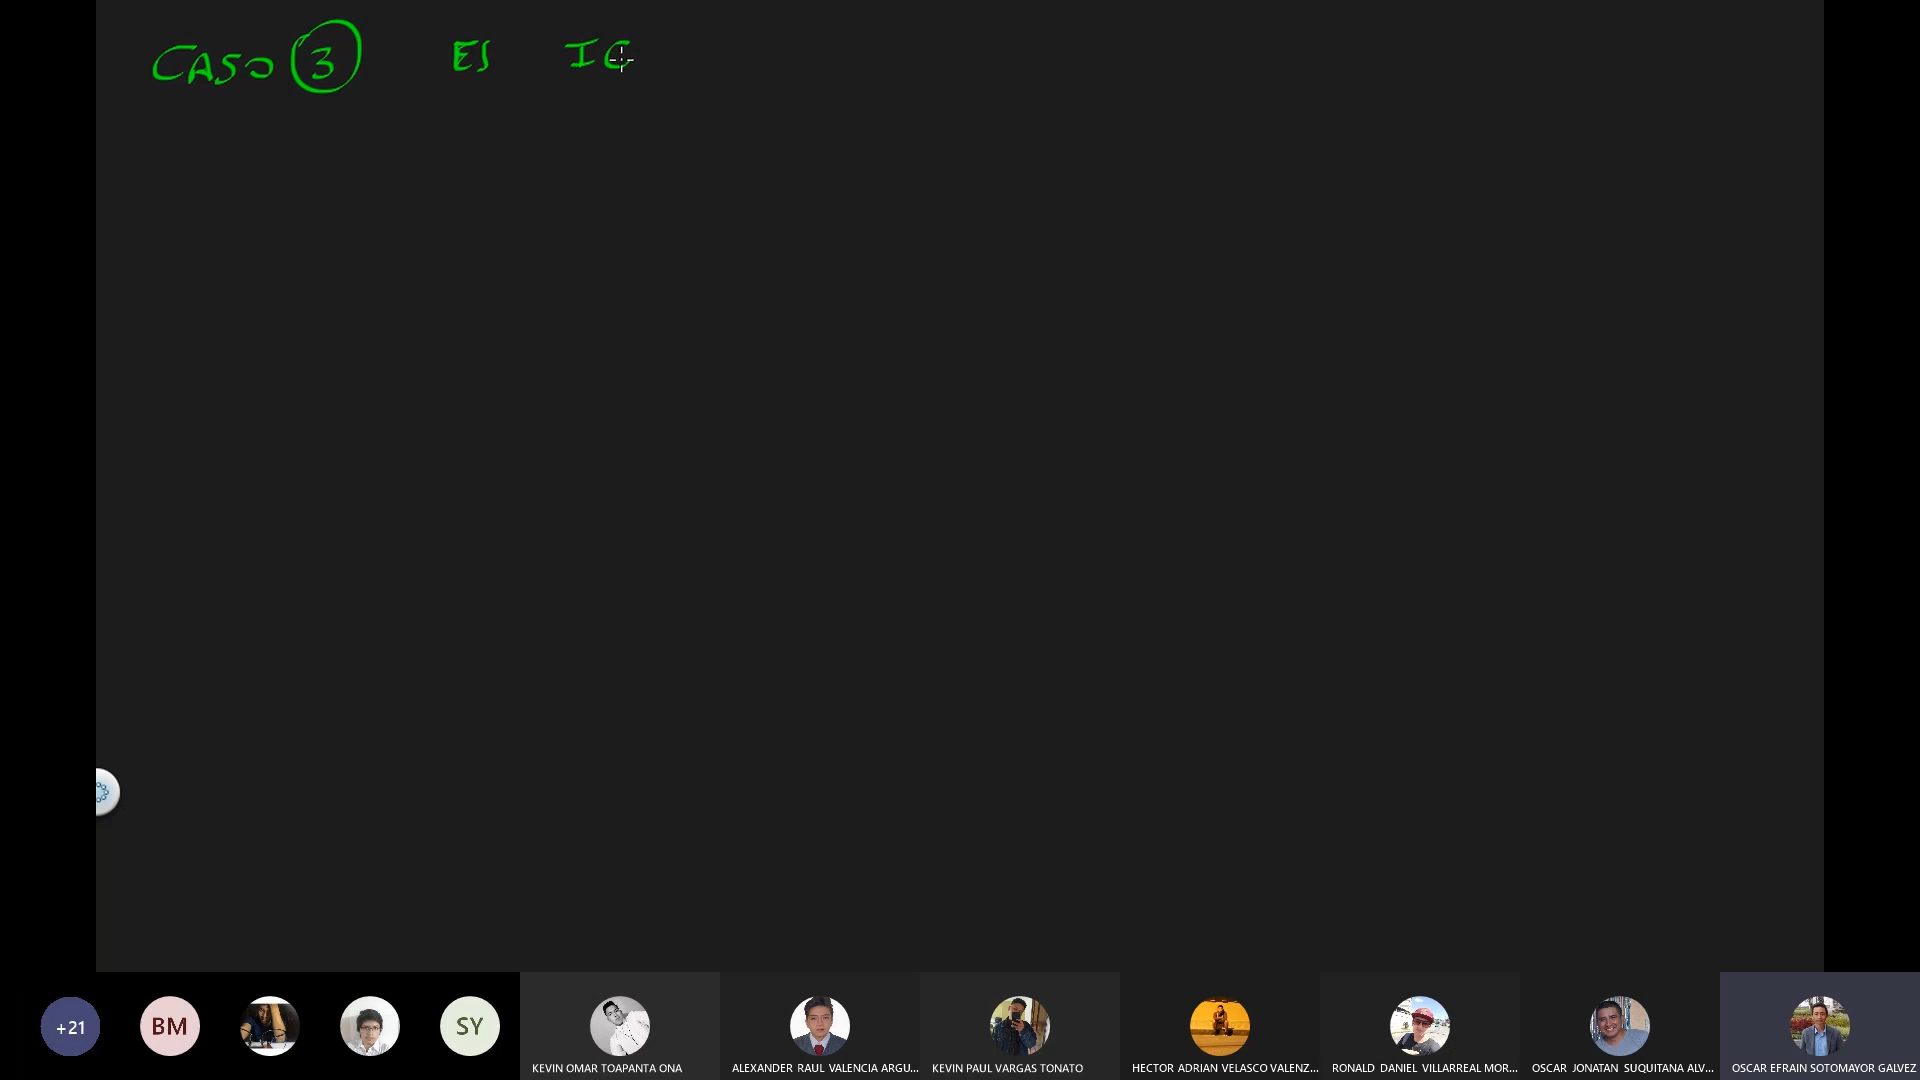 CASO 3 ES IG
+21 BM SY
KEVIN OMAR TOAPANTA ONA
ALEXANDER RAUL VALENCIA ARGU...
KEVIN PAUL VARGAS TONATO
HECTOR ADRIAN VELASCO VALENZ...
RONALD DANIEL VILLARREAL MOR...
OSCAR JONATAN SUQUITANA ALV...
OSCAR EFRAIN SOTOMAYOR GALVEZ